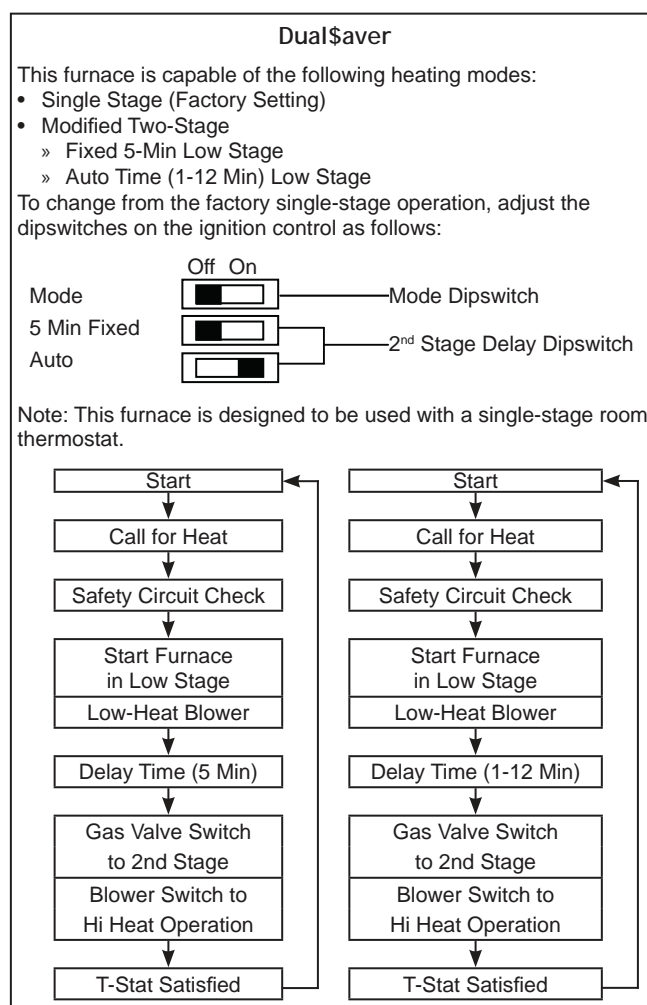 Dual$aver
This furnace is capable of the following heating modes:
• Single Stage (Factory Setting)
• Modified Two-Stage
» Fixed 5-Min Low Stage
» Auto Time (1-12 Min) Low Stage
To change from the factory single-stage operation, adjust the
dipswitches on the ignition control as follows:
Off On
Mode
Mode Dipswitch
5 Min Fixed
2nd Stage Delay Dipswitch
Auto
Note: This furnace is designed to be used with a single-stage room
thermostat.
Start
Call for Heat
Safety Circuit Check
Start Furnace
in Low Stage
Low-Heat Blower
Delay Time (5 Min)
Gas Valve Switch
to 2nd Stage
Blower Switch to
Hi Heat Operation
T-Stat Satisfied
Start
Call for Heat
Safety Circuit Check
Start Furnace
in Low Stage
Low-Heat Blower
Delay Time (1-12 Min)
Gas Valve Switch
to 2nd Stage
Blower Switch to
Hi Heat Operation
T-Stat Satisfied